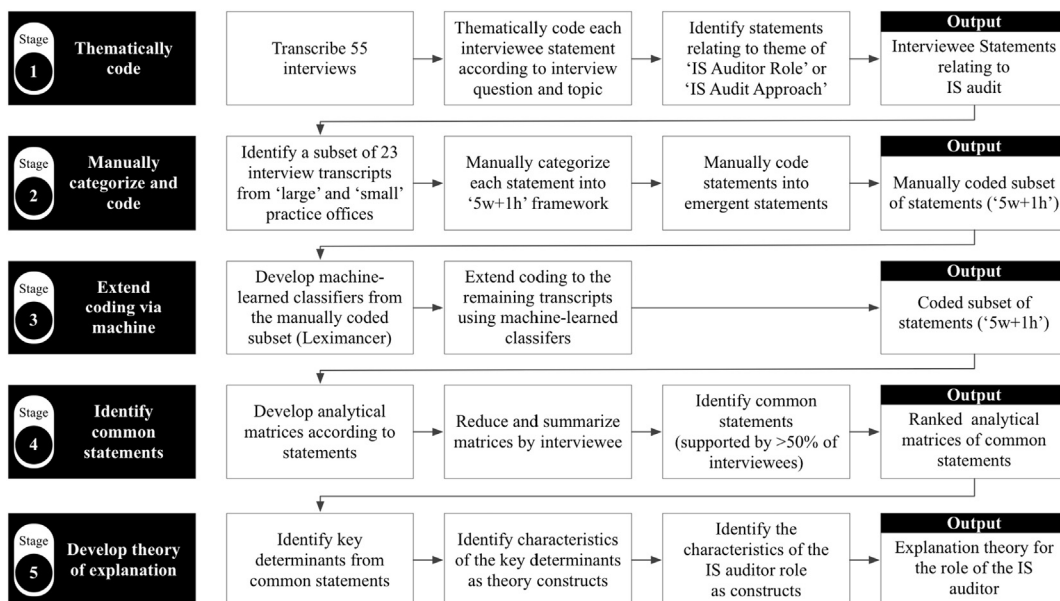 Stage
1
Thematically
code
Transcribe 55
interviews
Thematically code each
interviewee statement
according to interview
question and topic
Identify statements
relating to theme of
‘IS Auditor Role’ or
‘IS Audit Approach’
Output
Interviewee Statements
relating to
IS audit
Stage
2
Manually
categorize and
code
Identify a subset of 23
interview transcripts
from ‘large’ and ‘small’
practice offices
Manually categorize
each statement into
‘5w+1h’ framework
Manually code
statements into
emergent statements
Output
Manually coded subset
of statements (‘5w+1h’)
Stage
3
Extend
coding via
machine
Develop machine-
learned classifiers from
the manually coded
subset (Leximancer)
Extend coding to the
remaining transcripts
using machine-learned
classifers
Output
Coded subset of
statements (‘5w+1h’)
Stage
4
Identify
common
statements
Develop analytical
matrices according to
statements
Reduce and summarize
matrices by interviewee
Identify common
statements
(supported by >50% of
interviewees)
Output
Ranked analytical
matrices of common
statements
Stage
5
Develop theory
of explanation
Identify key
determinants from
common statements
Identify characteristics
of the key determinants
as theory constructs
Identify the
characteristics of the
IS auditor role
as constructs
Output
Explanation theory for
the role of the IS
auditor